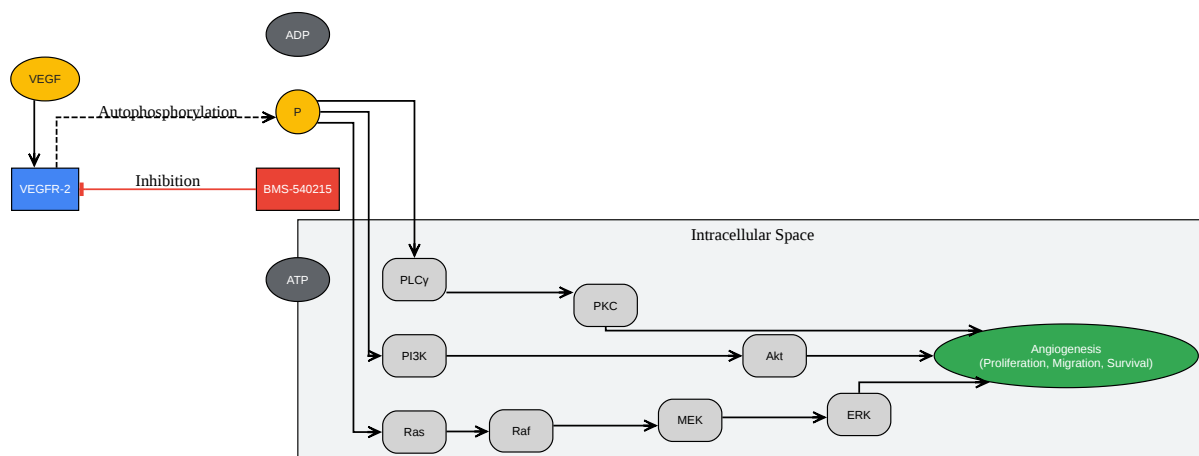 ADP
VEGF
Autophosphorylation
P
VEGFR-2
Inhibition
BMS-540215
Intracellular Space
ATP
PLCγ
PKC
PI3K
Akt
Angiogenesis
(Proliferation, Migration, Survival)
Ras
Raf
MEK
ERK